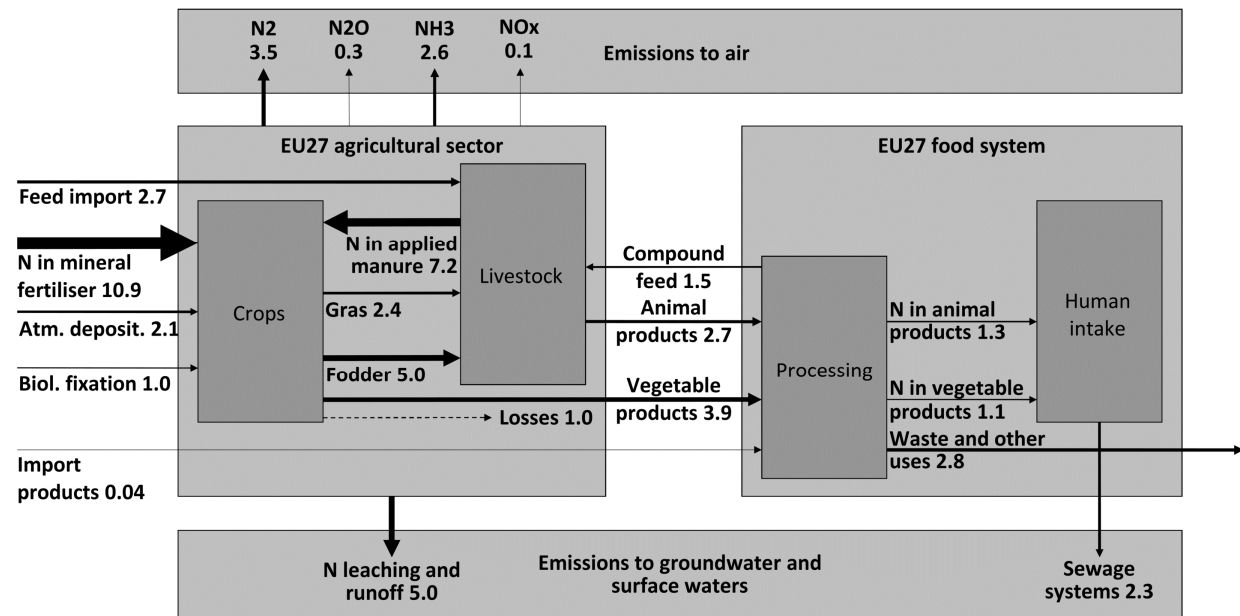 N2
3.5
N2O
0.3
NH3
2.6
NOx
0.1
Emissions to air
EU27 agricultural sector
EU27 food system
Feed import 2.7
N in mineral
fertiliser 10.9
Atm. deposit. 2.1
Biol. fixation 1.0
Import
products 0.04
Crops
N in applied
manure 7.2
Gras 2.4
Fodder 5.0
Losses 1.0
Livestock
Compound
feed 1.5
Animal
products 2.7
Vegetable
products 3.9
Processing
N in animal
products 1.3
N in vegetable
products 1.1
Waste and other
uses 2.8
Human
intake
N leaching and
runoff 5.0
Emissions to groundwater and
surface waters
Sewage
systems 2.3